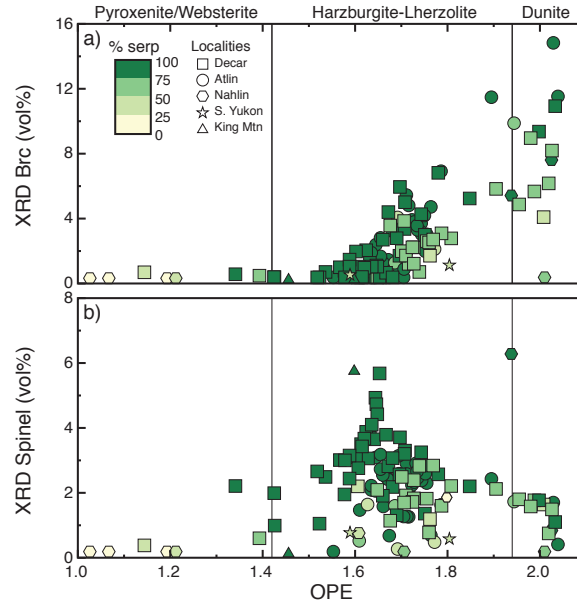 Pyroxenite/Websterite Harzburgite-Lherzolite Dunite
a)
% serp
100
75
50
25
0
Localities
Decar
Atlin
Nahlin
S. Yukon
King Mtn
XRD Brc (vol%)
16
12
8
4
0
b)
XRD Spinel (vol%)
8
6
4
2
0
1.0 1.2 1.4 1.6 1.8 2.0
OPE